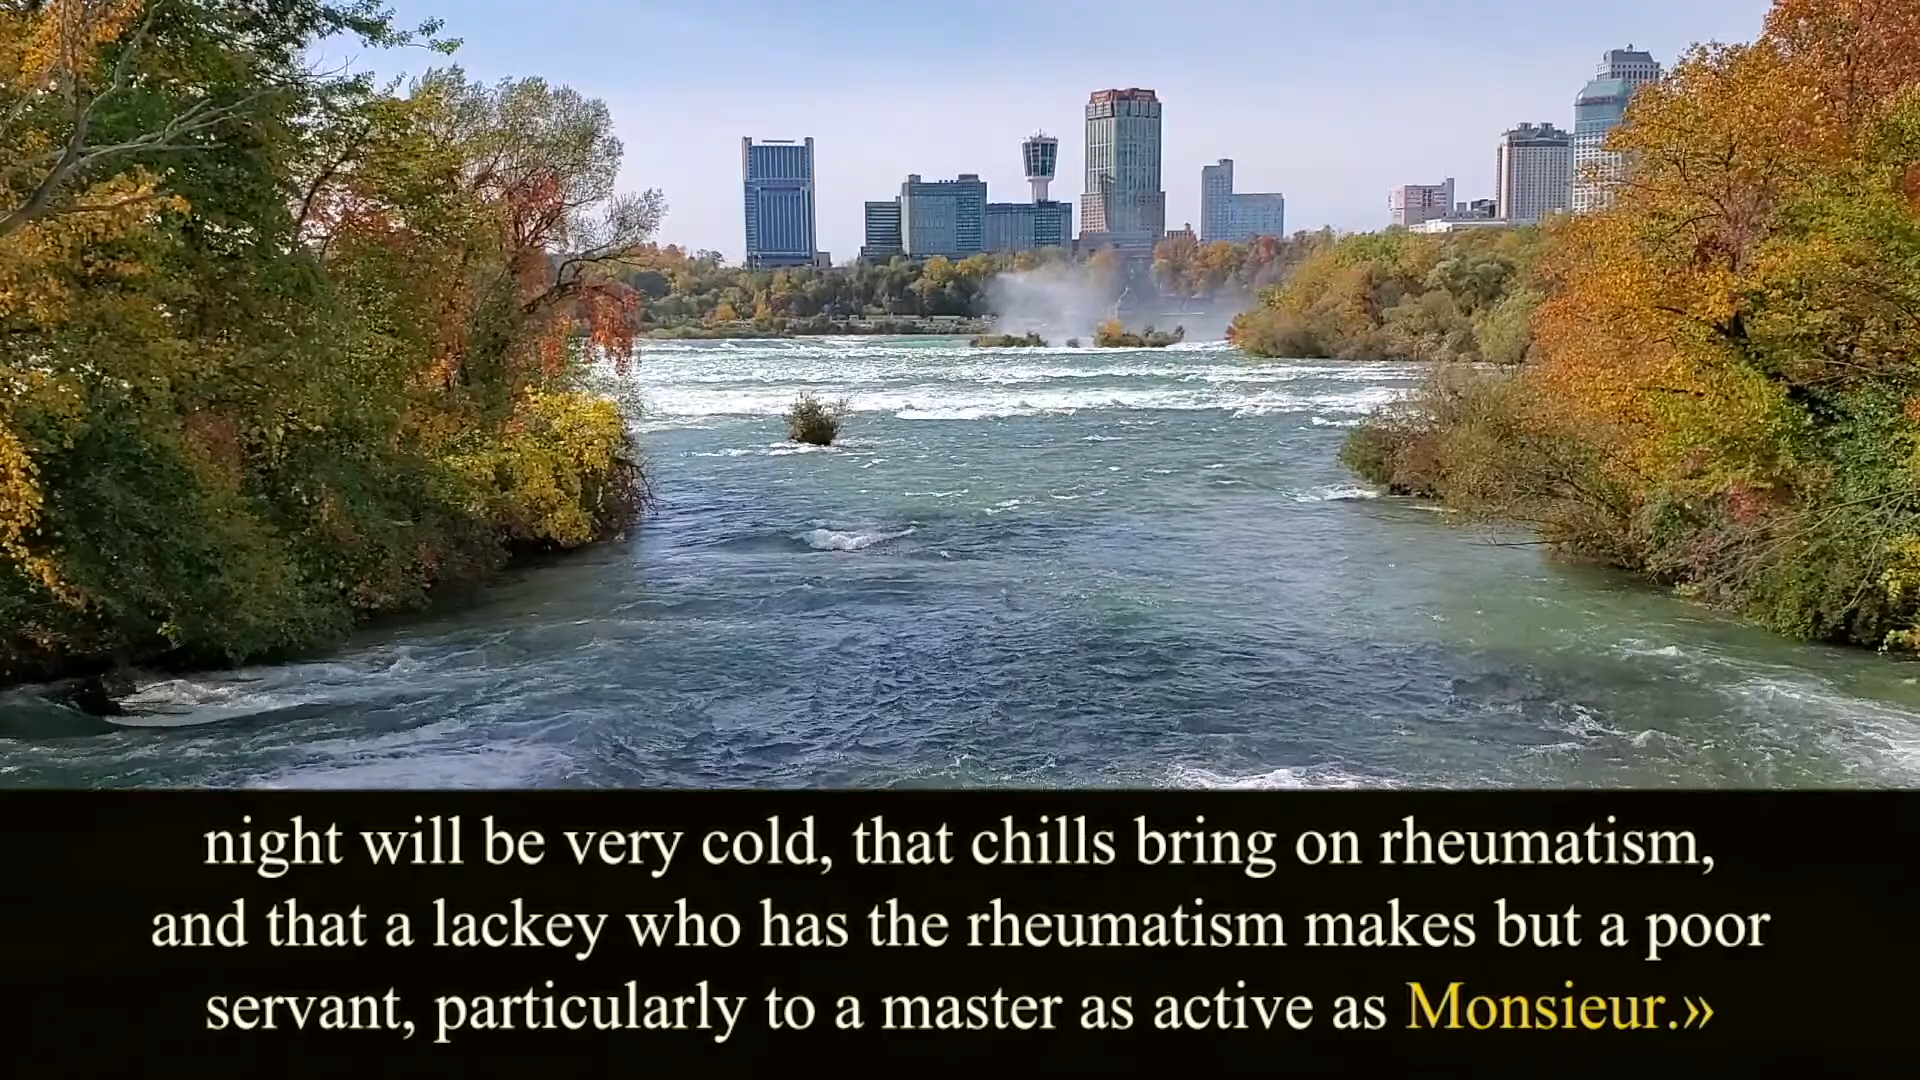 night will be very cold, that chills bring on rheumatism,
and that a lackey who has the rheumatism makes but a poor
servant, particularly to a master as active as Monsieur.»